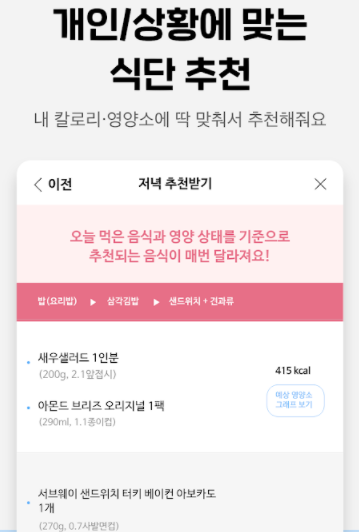 개인/상황에 맞는
식단 추천
내 칼로리·영양소에 딱 맞춰서 추천해줘요
이전
저녁 추천받기
오늘 먹은 음식과 영양 상태를 기준으로
추천되는 음식이 매번 달라져요!
밥(요리밥) ▶ 삼각김밥 ▶ 샌드위치 + 견과류
새우샐러드 1인분
(200g, 2.1앞접시)
아몬드 브리즈 오리지널 1팩
(290ml, 1.1종이컵)
415 kcal
예상 영양소
그래프 보기
서브웨이 샌드위치 터키 베이컨 아보카도
1개
(270g, 0.7사발면컵)